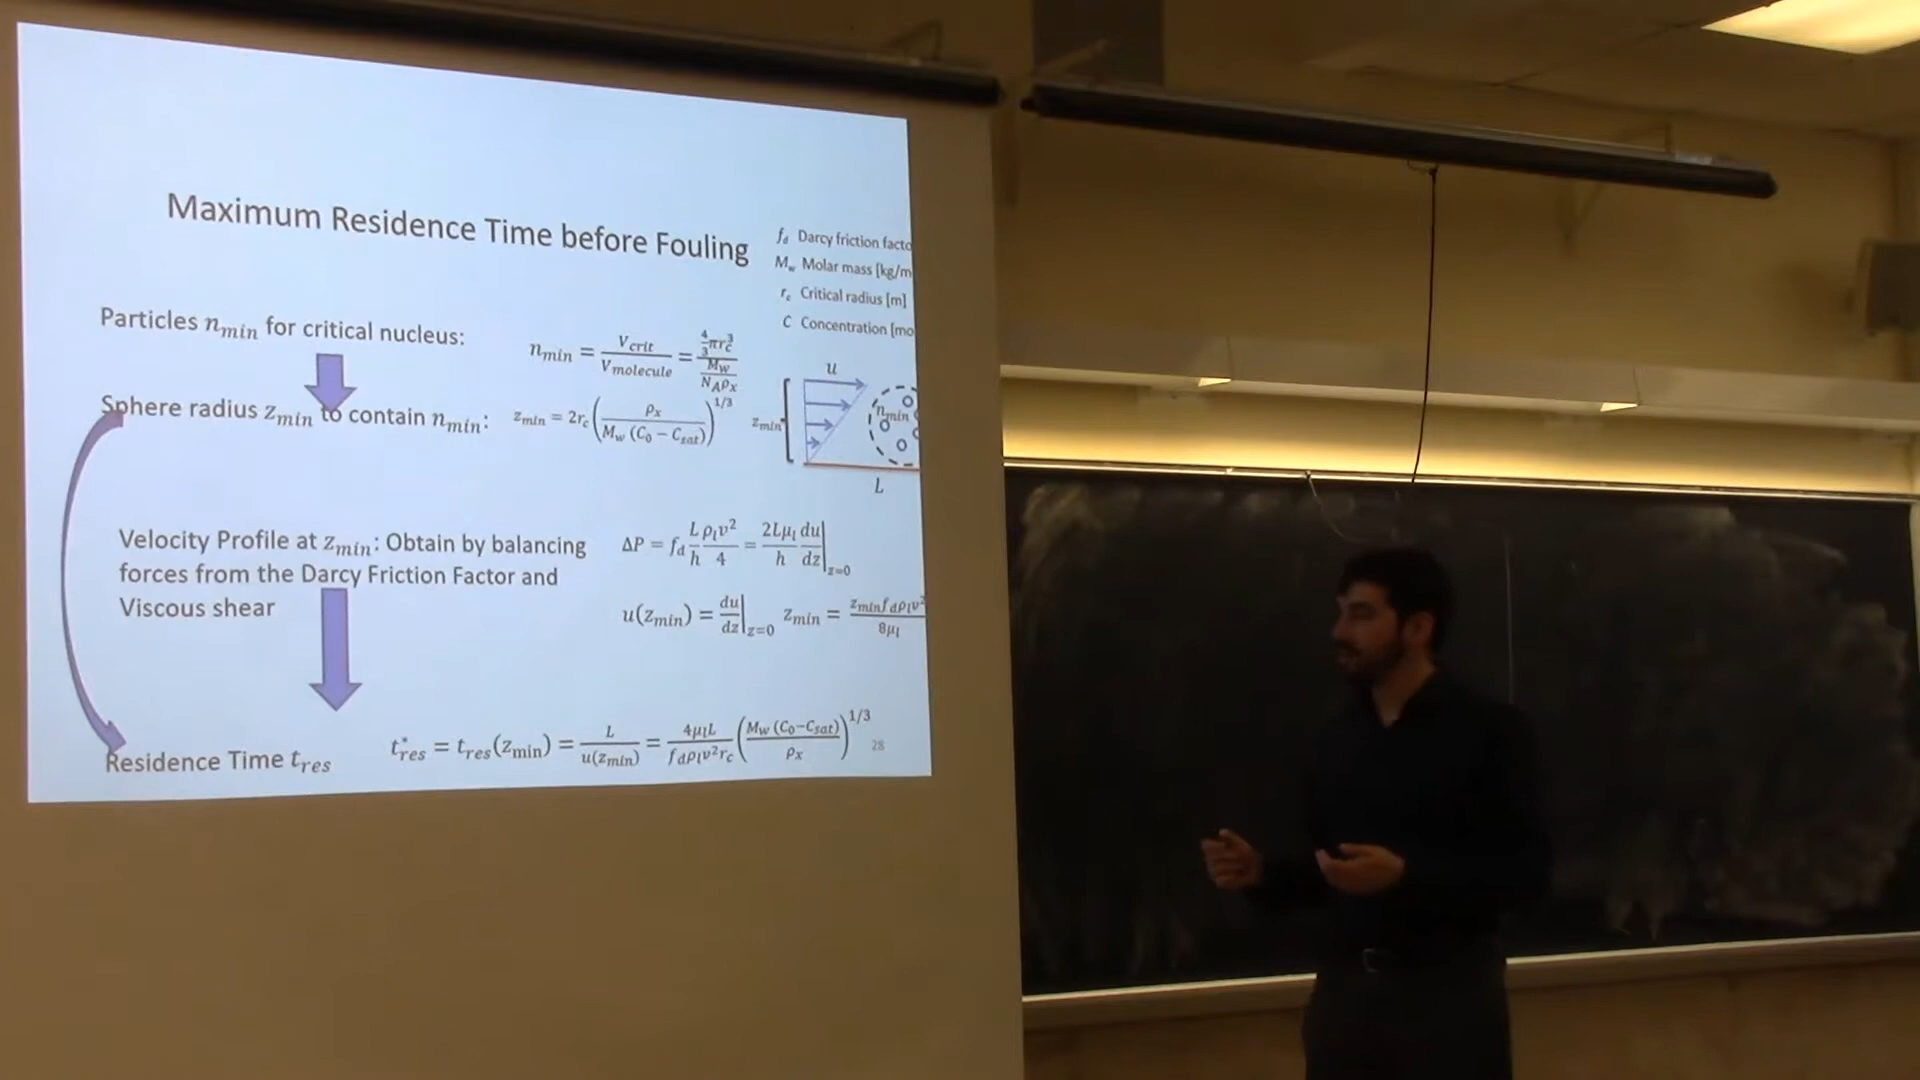 Maximum Residence Time before Fouling
f_d Darcy friction facto
M_w Molar mass [kg/m
r_c Critical radius [m]
C Concentration [mo
Particles n_min for critical nucleus:
n_min = V_crit / V_molecule = (4/3 πr_c^3) / (M_w / (N_A ρ_x))
Sphere radius z_min to contain n_min:
z_min = 2r_c (ρ_x / (M_w (C_0 − C_sat)))^1/3
u
z_min
n_min
L
Velocity Profile at z_min: Obtain by balancing
forces from the Darcy Friction Factor and
Viscous shear
ΔP = f_d L/h ρ_l v^2/4 = 2Lμ_l/h du/dz|_z=0
u(z_min) = du/dz|_z=0 z_min = z_min f_d ρ_l v^2 / 8μ_l
Residence Time t_res
t*_res = t_res(z_min) = L / u(z_min) = 4μ_l L / (f_d ρ_l v^2 r_c) (M_w (C_0−C_sat) / ρ_x)^1/3
28